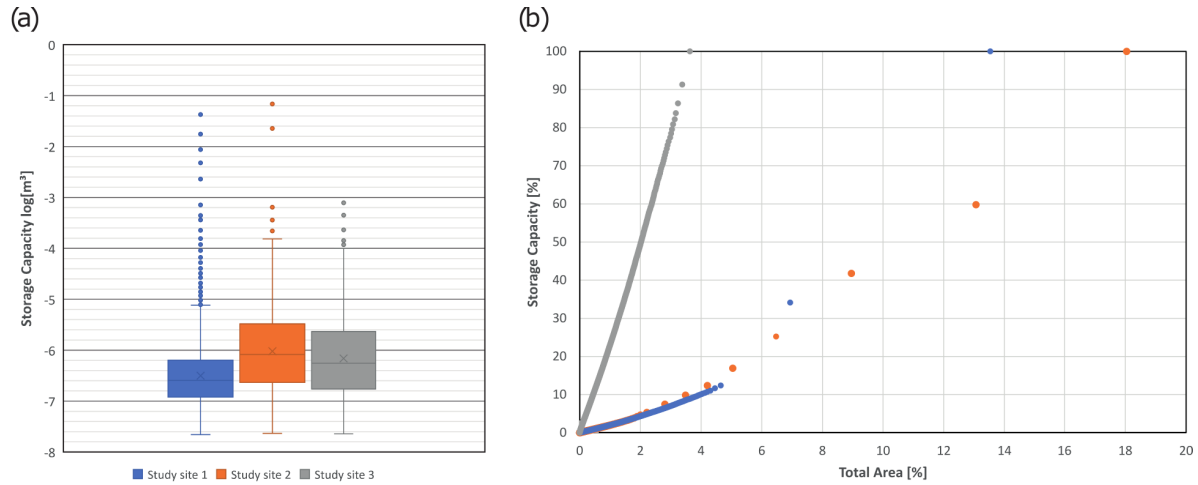 (a)
Storage Capacity log[m³]
0
-1
-2
-3
-4
-5
-6
-7
-8
Study site 1 Study site 2 Study site 3
(b)
Storage Capacity [%]
100
90
80
70
60
50
40
30
20
10
0
0 2 4 6 8 10 12 14 16 18 20
Total Area [%]